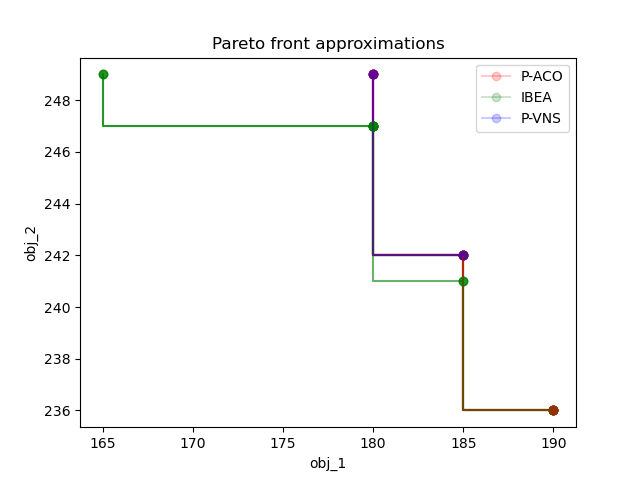 Pareto front approximations
P-ACO
IBEA
P-VNS
248
246
244
242
240
238
236
obj_2
165 170 175 180 185 190
obj_1